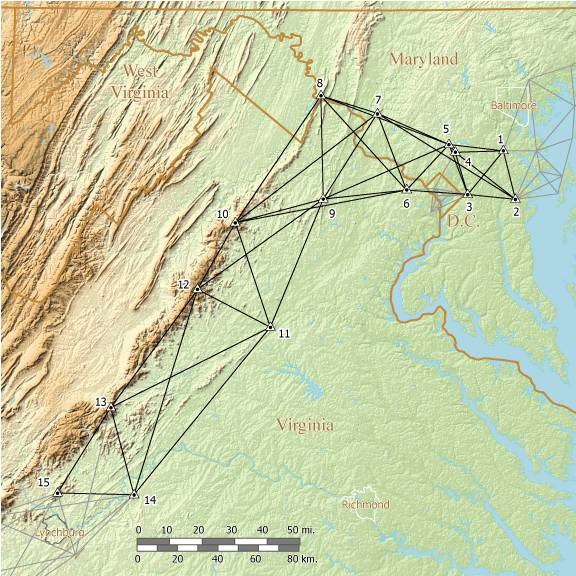 Maryland
West
Virginia
8
7
Baltimore
5
1
4
6
3
2
9
D.C.
10
12
11
13
Virginia
15
14
Richmond
Lynchburg
0 10 20 30 40 50 mi.
0 20 40 60 80 km.